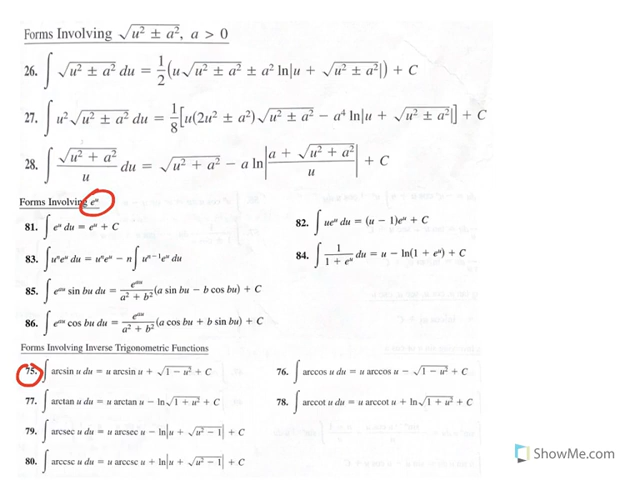 Forms Involving √u² ± a², a > 0
26. ∫ √u² ± a² du = 1/2 (u√u² ± a² ± a² ln|u + √u² ± a²|) + C
27. ∫ u²√u² ± a² du = 1/8 [u(2u² ± a²)√u² ± a² − a⁴ ln|u + √u² ± a²|] + C
28. ∫ √u² + a² / u du = √u² + a² − a ln|a + √u² + a² / u| + C
Forms Involving eᵘ
81. ∫ eᵘ du = eᵘ + C
82. ∫ ueᵘ du = (u − 1)eᵘ + C
83. ∫ uⁿeᵘ du = uⁿeᵘ − n ∫ uⁿ⁻¹eᵘ du
84. ∫ 1 / 1 + eᵘ du = u − ln(1 + eᵘ) + C
85. ∫ eᵃᵘ sin bu du = eᵃᵘ / a² + b² (a sin bu − b cos bu) + C
86. ∫ eᵃᵘ cos bu du = eᵃᵘ / a² + b² (a cos bu + b sin bu) + C
Forms Involving Inverse Trigonometric Functions
75. ∫ arcsin u du = u arcsin u + √1 − u² + C
76. ∫ arccos u du = u arccos u − √1 − u² + C
77. ∫ arctan u du = u arctan u − ln√1 + u² + C
78. ∫ arccot u du = u arccot u + ln√1 + u² + C
79. ∫ arcsec u du = u arcsec u − ln|u + √u² − 1| + C
80. ∫ arccsc u du = u arccsc u + ln|u + √u² − 1| + C
ShowMe.com